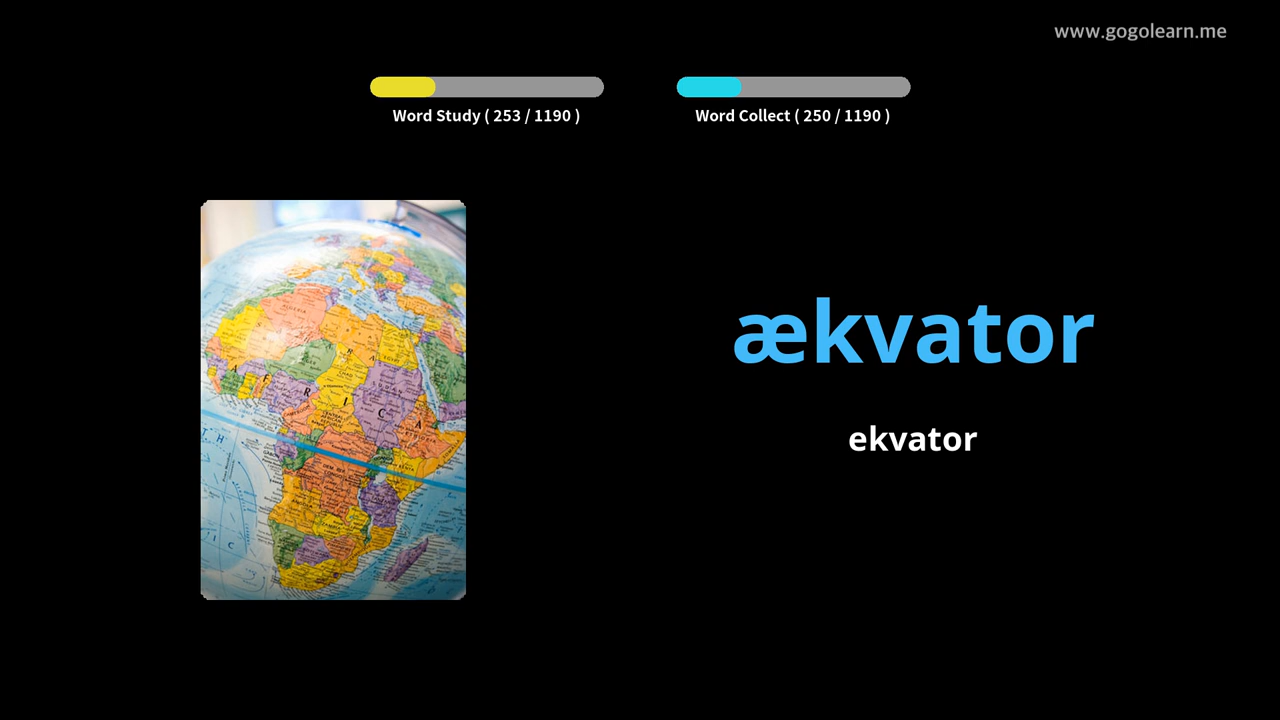 www.gogolearn.me
Word Study ( 253 / 1190 )
Word Collect ( 250 / 1190 )
ækvator
ekvator
A F R I C A